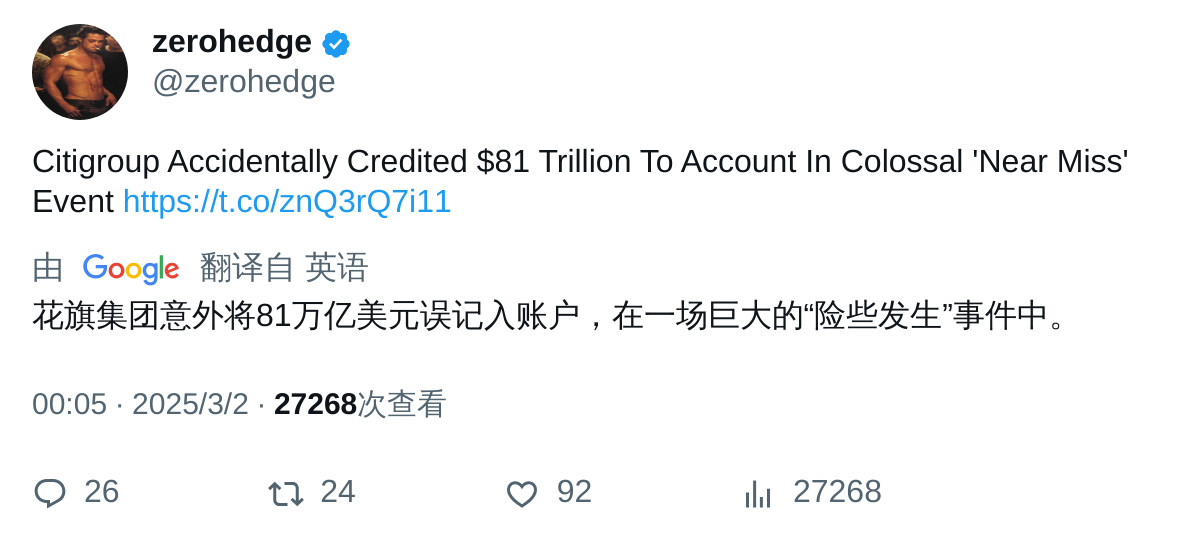 zerohedge
@zerohedge
Citigroup Accidentally Credited $81 Trillion To Account In Colossal 'Near Miss'
Event https://t.co/znQ3rQ7i11
由 Google 翻译自 英语
花旗集团意外将81万亿美元误记入账户，在一场巨大的“险些发生”事件中。
00:05 · 2025/3/2 · 27268次查看
26 24 92 27268